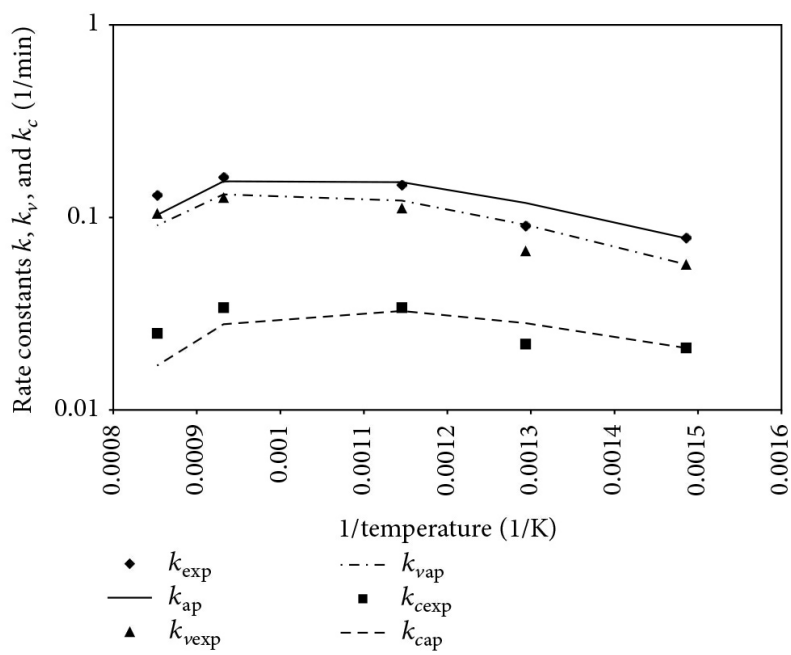 Rate constants k, kv, and kc (1/min)
1
0.1
0.01
0.0008
0.0009
0.001
0.0011
0.0012
0.0013
0.0014
0.0015
0.0016
1/temperature (1/K)
kexp
kap
kvexp
kvap
kcexp
kcap